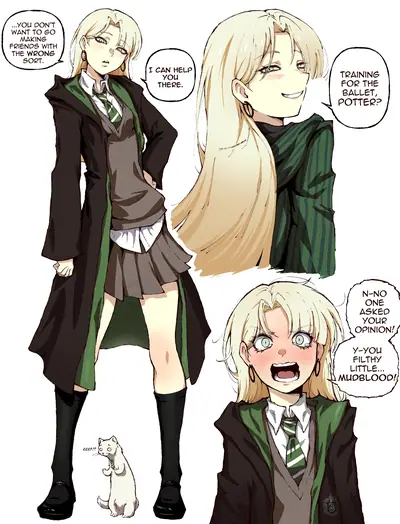 ...YOU DON'T
WANT TO GO
MAKING
FRIENDS WITH
THE WRONG
SORT.
I CAN HELP
YOU
THERE.
TRAINING
FOR THE
BALLET,
POTTER?
N-NO
ONE
ASKED
YOUR
OPINION!
Y-YOU
FILTHY
LITTLE...
MUDBLOOD!